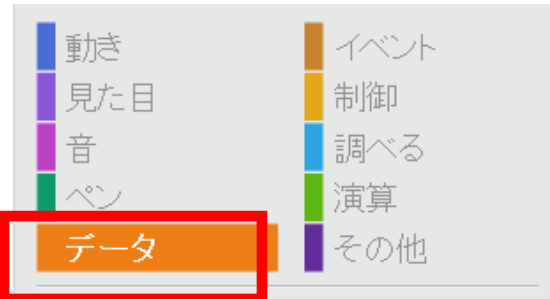 動き
見た目
音
ペン
データ
イベント
制御
調べる
演算
その他